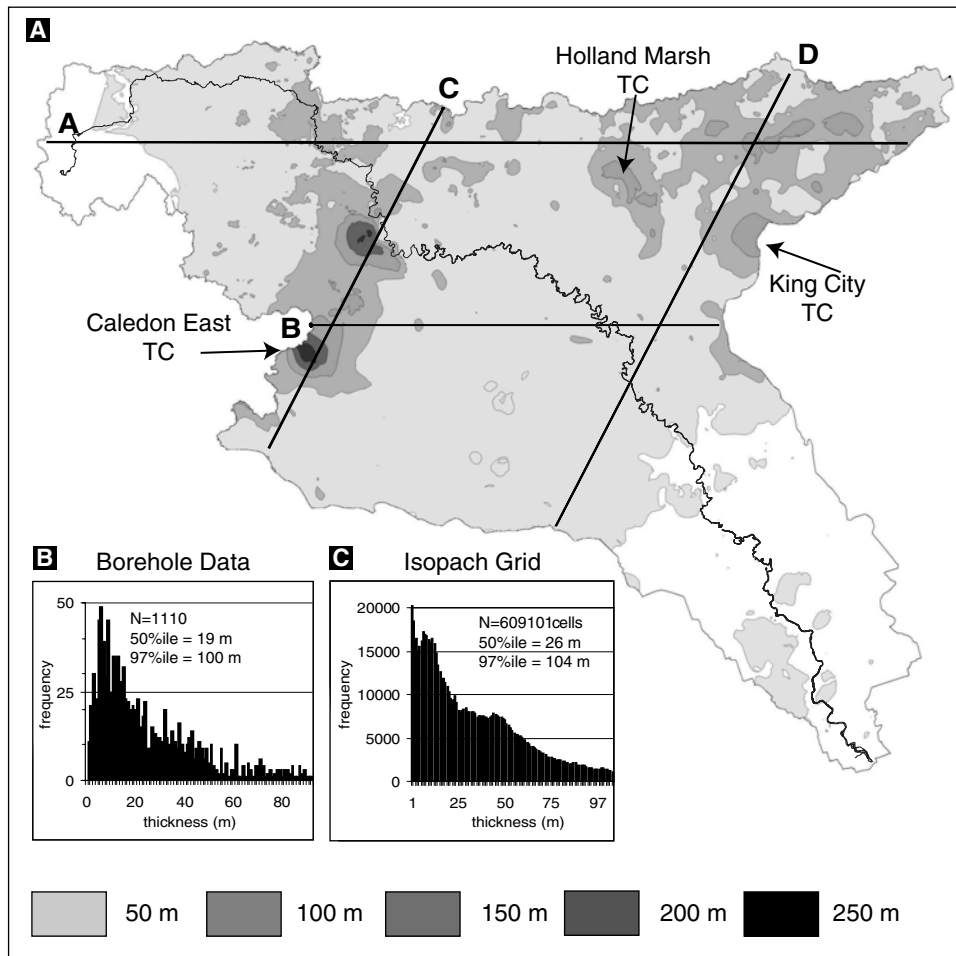 A
Holland Marsh
TC
D
C
A
King City
TC
Caledon East
TC
B
B Borehole Data
50
25
0
frequency
N=1110
50%ile = 19 m
97%ile = 100 m
0 20 40 60 80
thickness (m)
C Isopach Grid
20000
15000
10000
5000
0
frequency
N=609101cells
50%ile = 26 m
97%ile = 104 m
1 25 50 75 97
thickness (m)
50 m 100 m 150 m 200 m 250 m